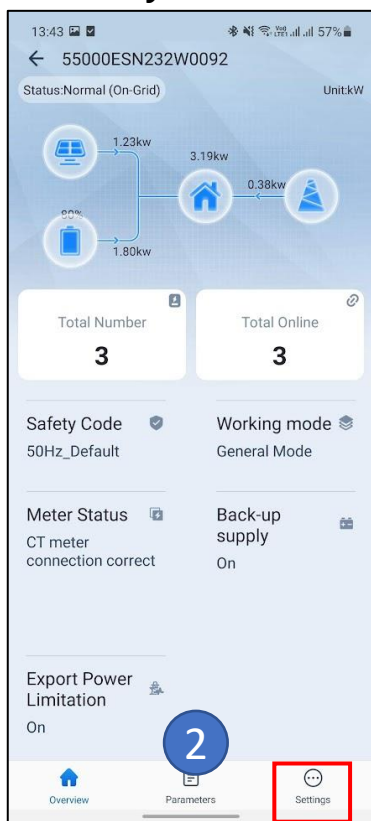 13:43 57%
55000ESN232W0092
Status:Normal (On-Grid) Unit:kW
1.23kw
3.19kw
0.38kw
80%
1.80kw
Total Number
3
Total Online
3
Safety Code
50Hz_Default
Working mode
General Mode
Meter Status
CT meter
connection correct
Back-up
supply
On
Export Power
Limitation
On
2
Overview
Parameters
Settings